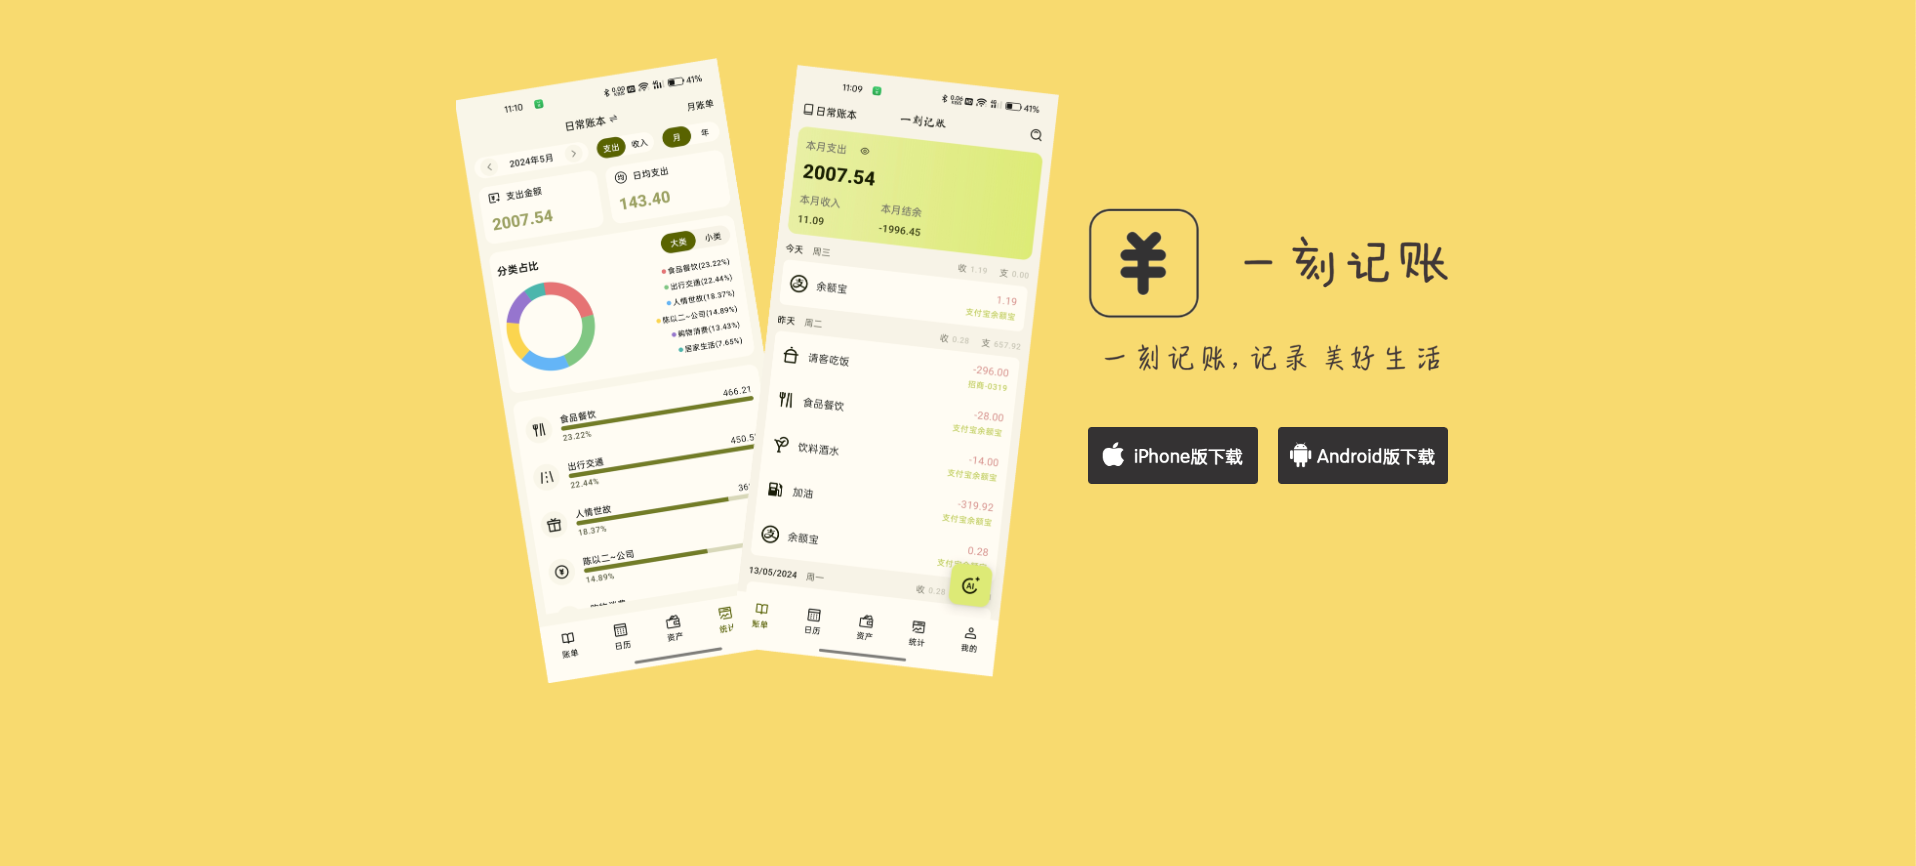 11:10
41%
日常账本
月账单
2024年5月
支出
收入
月
年
支出金额
2007.54
日均支出
143.40
大类
小类
分类占比
食品餐饮(23.22%)
出行交通(22.44%)
人情世故(18.37%)
陈以二~公司(14.89%)
购物消费(13.43%)
居家生活(7.65%)
食品餐饮
466.21
23.22%
出行交通
450.5
22.44%
人情世故
36
18.37%
陈以二~公司
14.89%
账单
日历
资产
统计
11:09
41%
日常账本
一刻记账
本月支出
2007.54
本月收入
本月结余
11.09
-1996.45
今天 周三
收 1.19 支 0.00
余额宝
1.19
支付宝余额宝
昨天 周二
收 0.28 支 657.92
请客吃饭
-296.00
招商-0319
食品餐饮
-28.00
支付宝余额宝
饮料酒水
-14.00
支付宝余额宝
加油
-319.92
支付宝余额宝
余额宝
0.28
13/05/2024 周一
收 0.28
AI
账单
日历
资产
统计
我的
一刻记账
一刻记账,记录美好生活
iPhone版下载
Android版下载